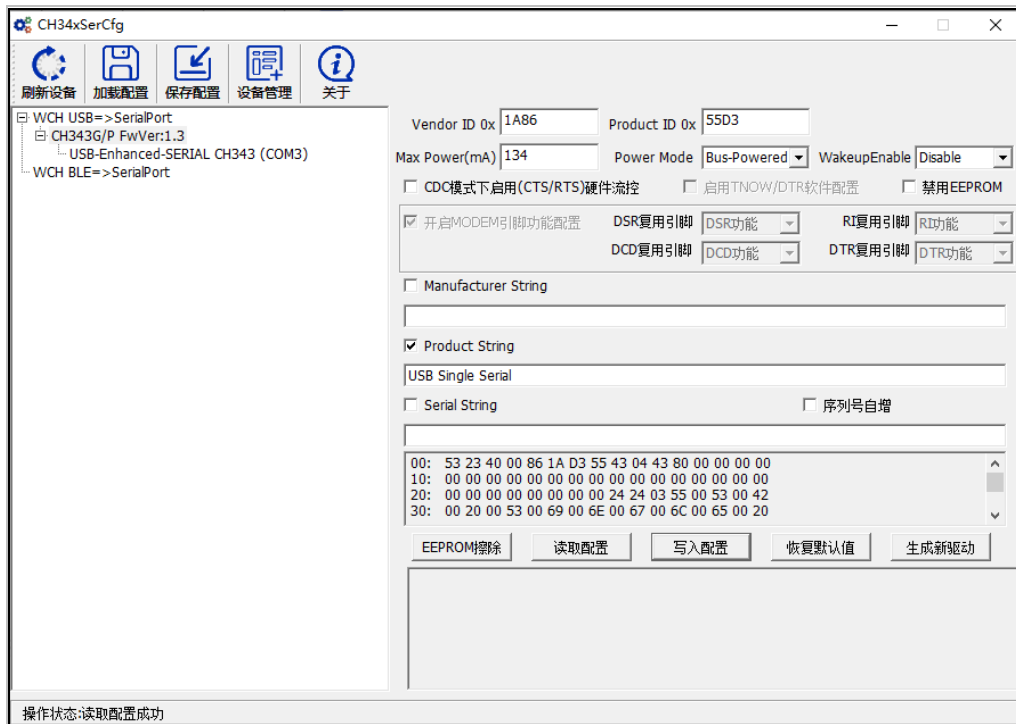 CH34xSerCfg
刷新设备 加载配置 保存配置 设备管理 关于
WCH USB=>SerialPort
CH343G/P FwVer:1.3
USB-Enhanced-SERIAL CH343 (COM3)
WCH BLE=>SerialPort
Vendor ID 0x 1A86 Product ID 0x 55D3
Max Power(mA) 134 Power Mode Bus-Powered WakeupEnable Disable
CDC模式下启用(CTS/RTS)硬件流控 启用TNOW/DTR软件配置 禁用EEPROM
开启MODEM引脚功能配置 DSR复用引脚 DSR功能 RI复用引脚 RI功能
DCD复用引脚 DCD功能 DTR复用引脚 DTR功能
Manufacturer String
Product String
USB Single Serial
Serial String 序列号自增
00: 53 23 40 00 86 1A D3 55 43 04 43 80 00 00 00 00
10: 00 00 00 00 00 00 00 00 00 00 00 00 00 00 00 00
20: 00 00 00 00 00 00 00 00 24 24 03 55 00 53 00 42
30: 00 20 00 53 00 69 00 6E 00 67 00 6C 00 65 00 20
EEPROM擦除 读取配置 写入配置 恢复默认值 生成新驱动
操作状态:读取配置成功